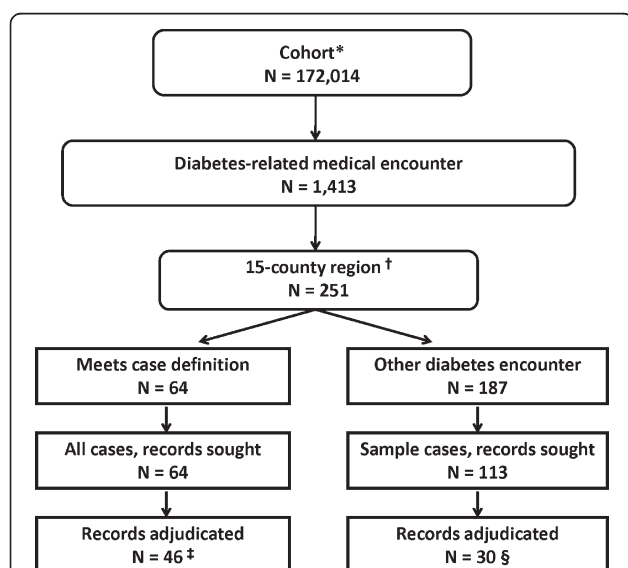 Cohort*
N = 172,014
Diabetes-related medical encounter
N = 1,413
15-county region †
N = 251
Meets case definition
N = 64
Other diabetes encounter
N = 187
All cases, records sought
N = 64
Sample cases, records sought
N = 113
Records adjudicated
N = 46 ‡
Records adjudicated
N = 30 §